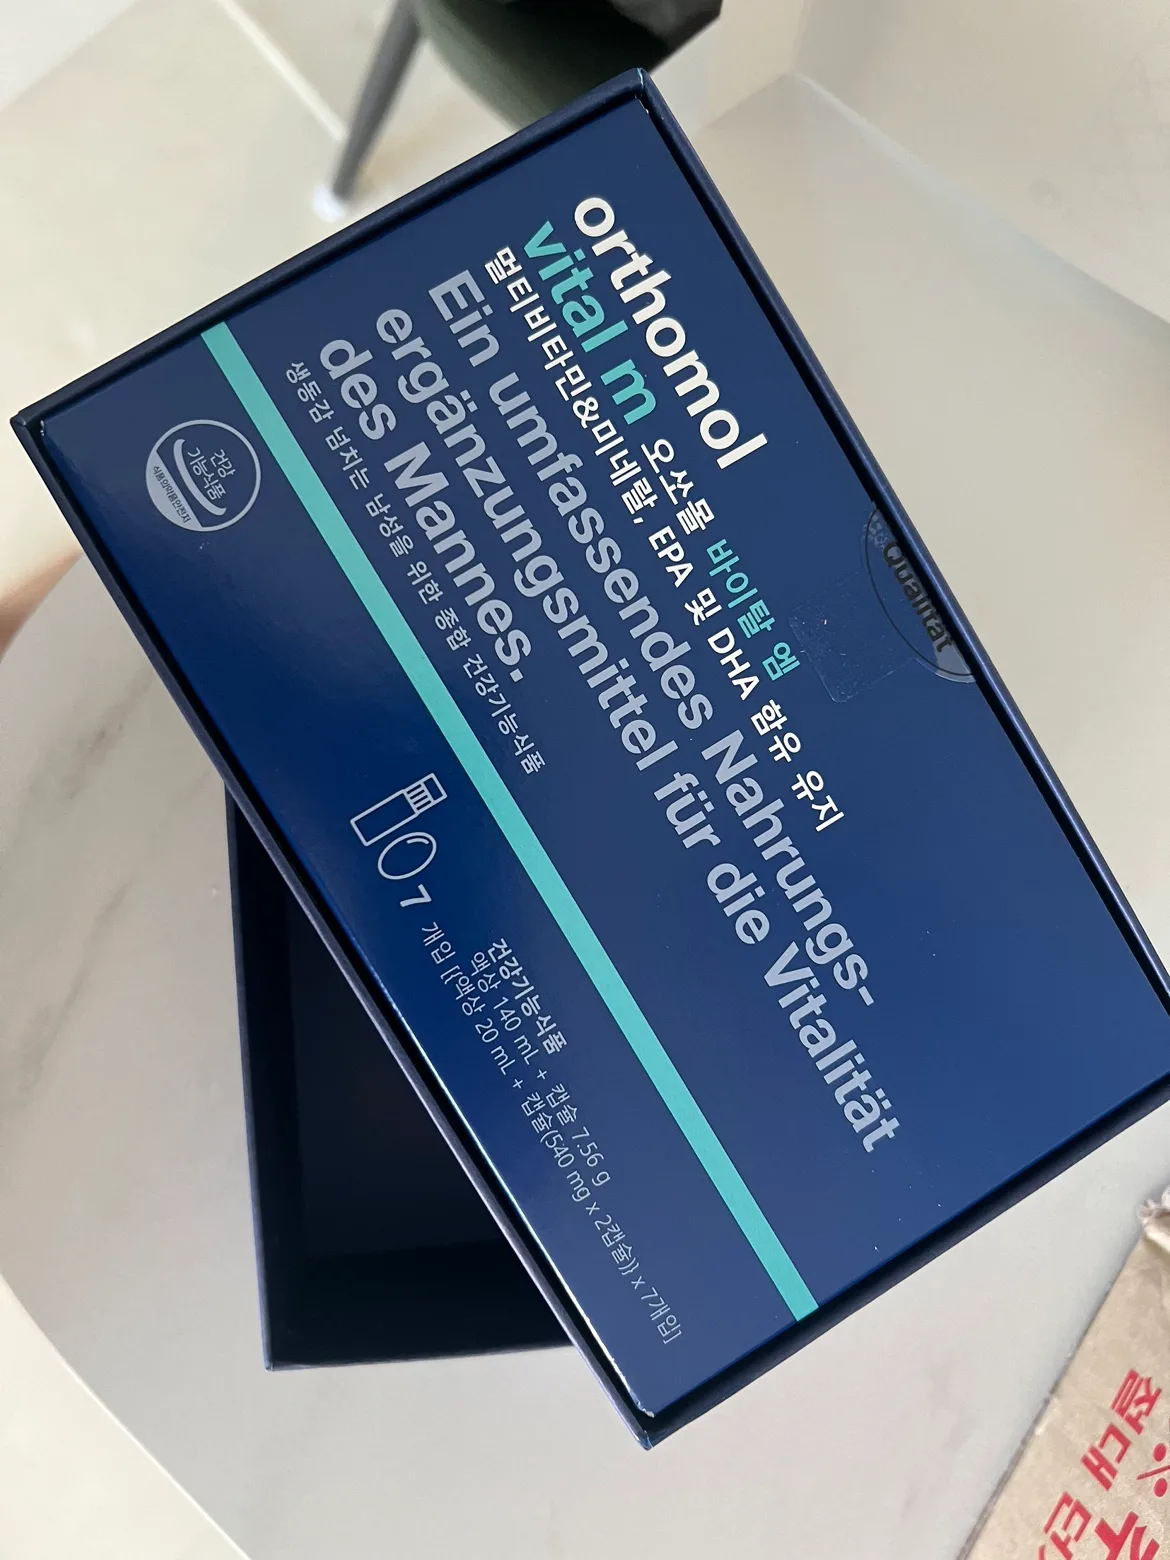 orthomol
vital m 오쏘몰 바이탈 엠
멀티비타민&미네랄, EPA 및 DHA 함유 유지
Ein umfassendes Nahrungs-
ergänzungsmittel für die Vitalität
des Mannes.
생동감 넘치는 남성을 위한 종합 건강기능식품
Qualität
건강
기능식품
식품의약품안전처
7 개입
건강기능식품
액상 140 mL + 캡슐 7.56 g
[{액상 20 mL + 캡슐(540 mg x 2캡슐)} x 7개입]
절대